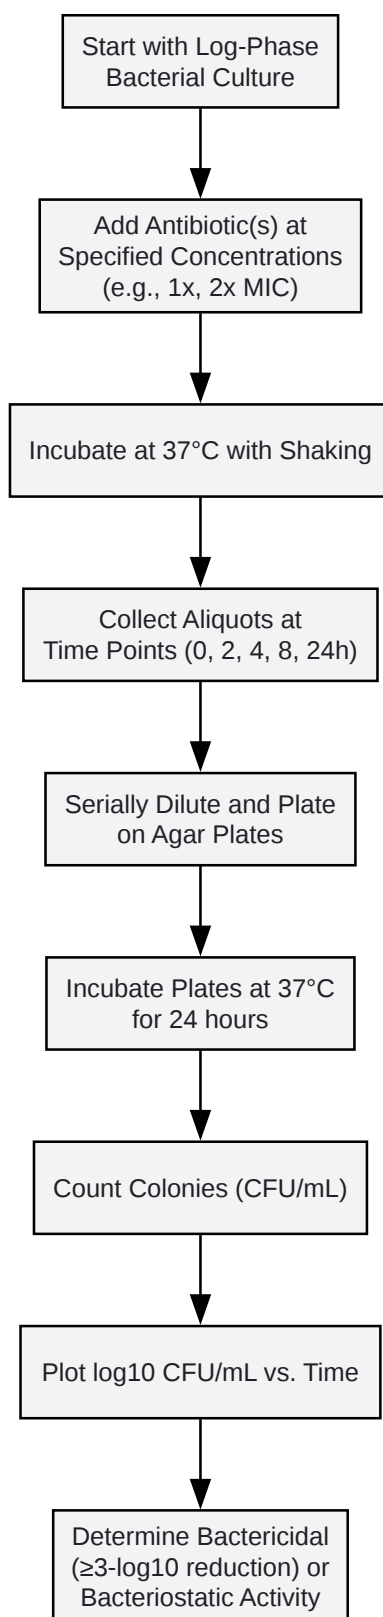 Start with Log-Phase
Bacterial Culture
Add Antibiotic(s) at
Specified Concentrations
(e.g., 1x, 2x MIC)
Incubate at 37°C with Shaking
Collect Aliquots at
Time Points (0, 2, 4, 8, 24h)
Serially Dilute and Plate
on Agar Plates
Incubate Plates at 37°C
for 24 hours
Count Colonies (CFU/mL)
Plot log10 CFU/mL vs. Time
Determine Bactericidal
(≥3-log10 reduction) or
Bacteriostatic Activity